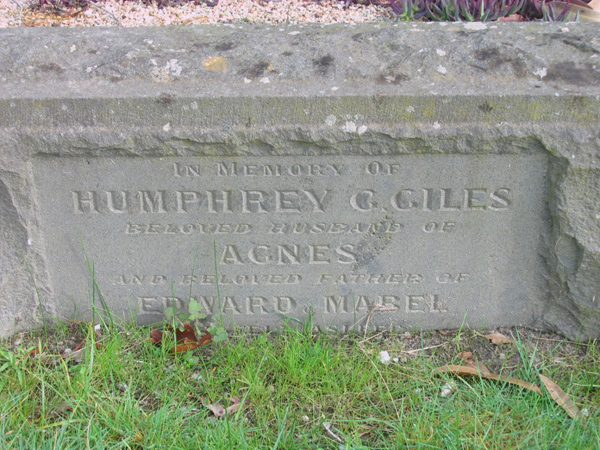 IN MEMORY OF
HUMPHREY G. GILES
BELOVED HUSBAND OF
AGNES
AND BELOVED FATHER OF
EDWARD, MABEL